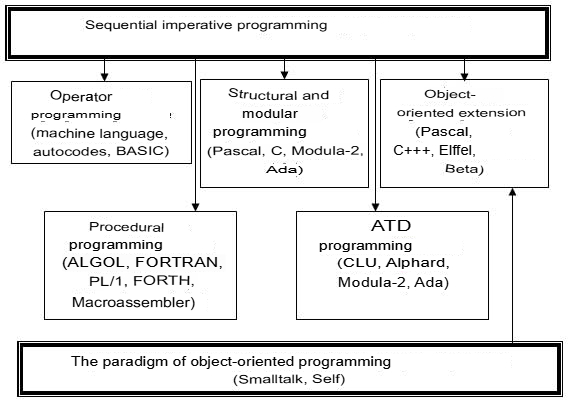 Sequential imperative programming
Operator
programming !
(machine language,
autocodes, BASIC)
Structural and
modular
programming
(Pascal, C, Modula-2,
Ada)
Object-
oriented extension
(Pascal,
C+++, EIffel,
Beta)
Procedural
programming
(ALGOL, FORTRAN,
PL/1, FORTH,
Macroassembler)
ATD
programming
(CLU, Alphard,
Modula-2, Ada)
The paradigm of object-oriented programming
(Smalltalk, Self)